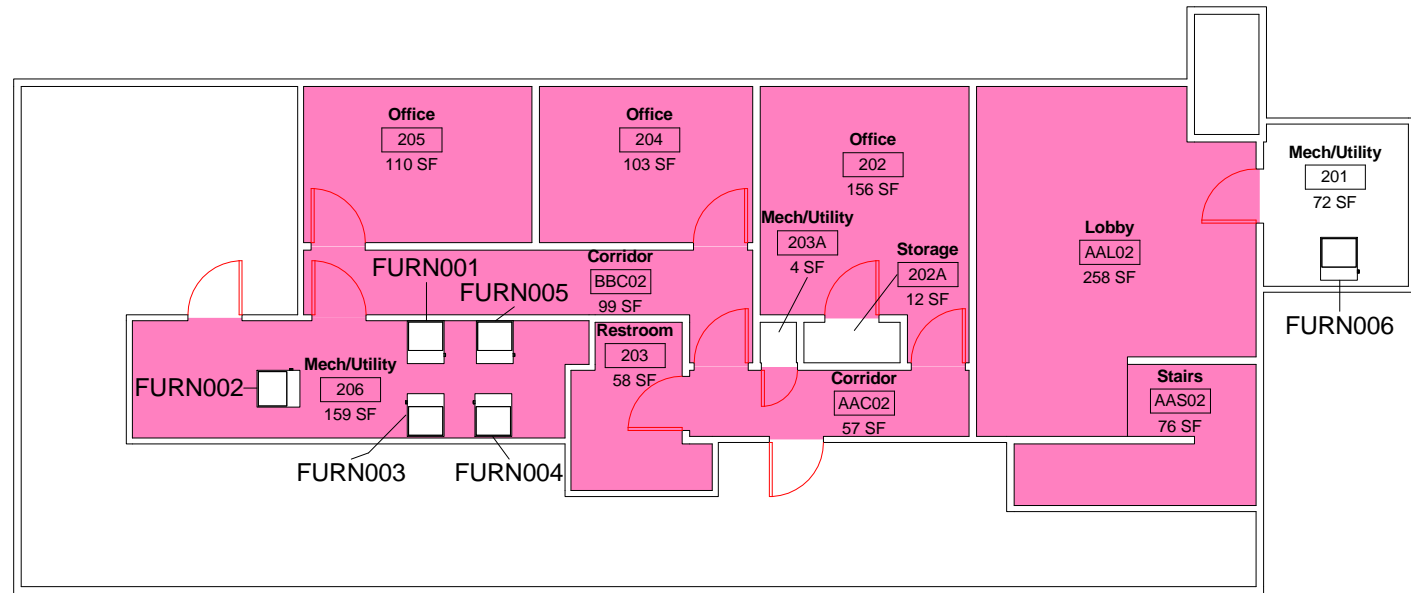 Office
205
110 SF
Office
204
103 SF
Office
202
156 SF
Mech/Utility
201
72 SF
Mech/Utility
203A
4 SF
Storage
202A
12 SF
Lobby
AAL02
258 SF
Corridor
BBC02
99 SF
FURN001
FURN005
FURN006
Restroom
203
58 SF
Mech/Utility
206
159 SF
FURN002
Corridor
AAC02
57 SF
Stairs
AAS02
76 SF
FURN003
FURN004